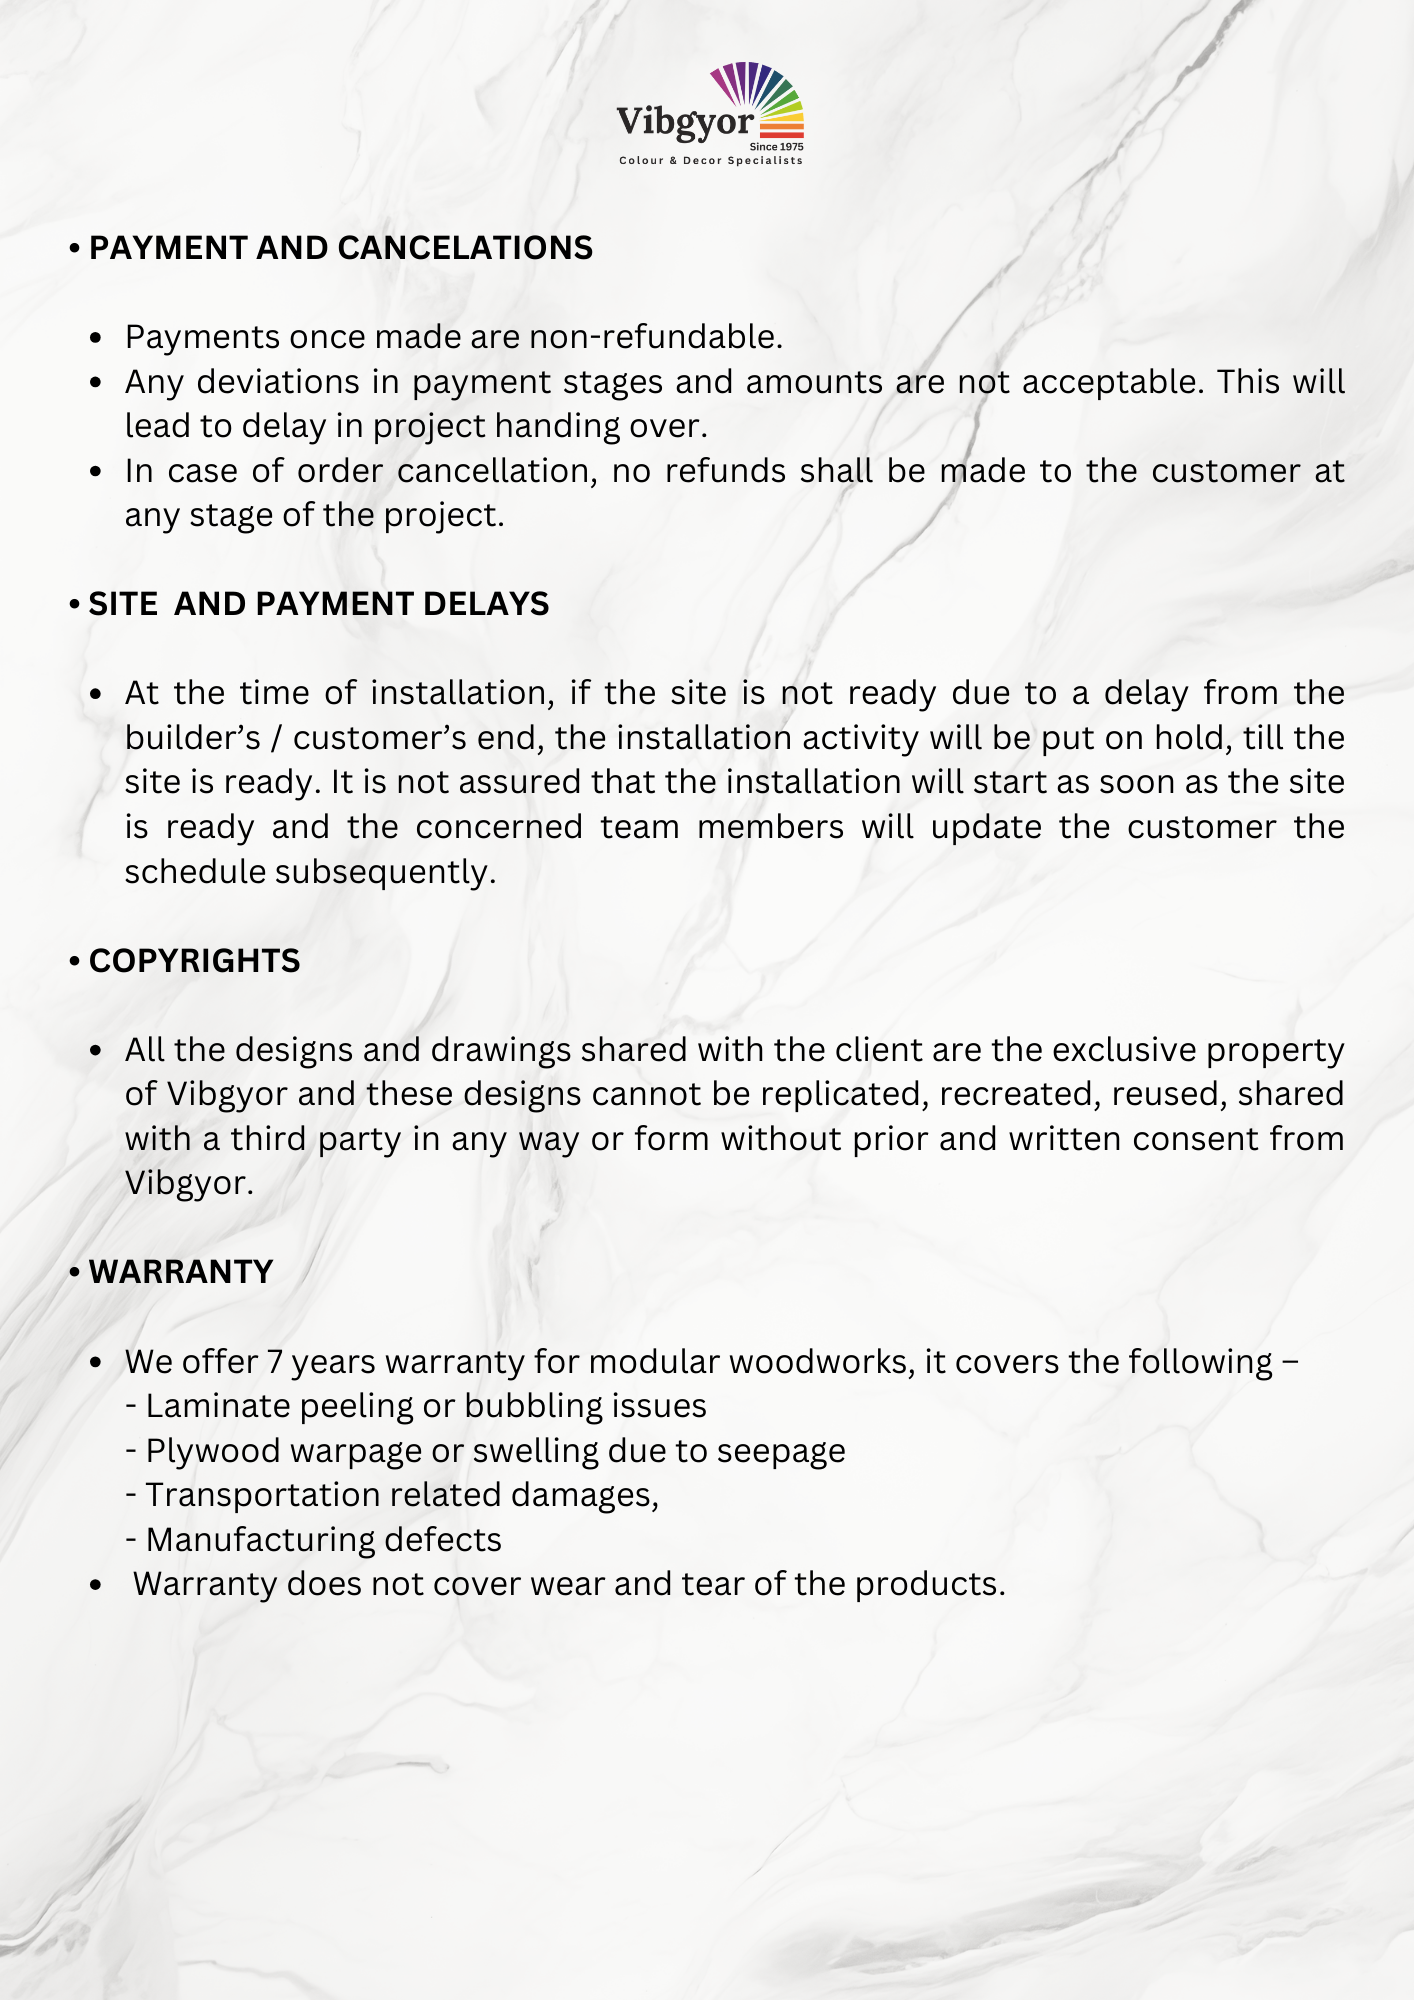 Vibgyor
Since 1975
Colour & Decor Specialists
• PAYMENT AND CANCELATIONS
• Payments once made are non-refundable.
• Any deviations in payment stages and amounts are not acceptable. This will
lead to delay in project handing over.
• In case of order cancellation, no refunds shall be made to the customer at
any stage of the project.
• SITE  AND PAYMENT DELAYS
• At the time of installation, if the site is not ready due to a delay from the
builder’s / customer’s end, the installation activity will be put on hold, till the
site is ready. It is not assured that the installation will start as soon as the site
is ready and the concerned team members will update the customer the
schedule subsequently.
• COPYRIGHTS
• All the designs and drawings shared with the client are the exclusive property
of Vibgyor and these designs cannot be replicated, recreated, reused, shared
with a third party in any way or form without prior and written consent from
Vibgyor.
• WARRANTY
• We offer 7 years warranty for modular woodworks, it covers the following –
- Laminate peeling or bubbling issues
- Plywood warpage or swelling due to seepage
- Transportation related damages,
- Manufacturing defects
• Warranty does not cover wear and tear of the products.